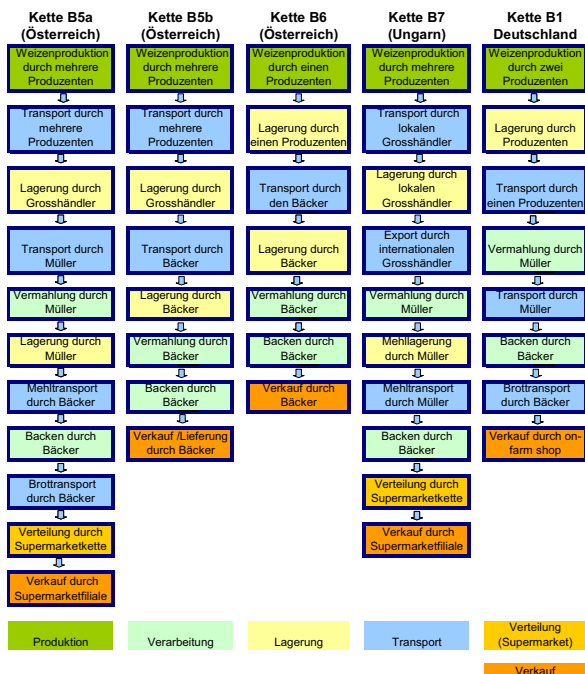 Kette B5a
(Österreich)
Weizenproduktion
durch mehrere
Produzenten
Transport durch
mehrere
Produzenten
Lagerung durch
Grosshändler
Transport durch
Müller
Vermahlung durch
Müller
Lagerung durch
Müller
Mehltransport
durch Bäcker
Backen durch
Bäcker
Brottransport
durch Bäcker
Verteilung durch
Supermarketkette
Verkauf durch
Supermarketfiliale
Kette B5b
(Österreich)
Weizenproduktion
durch mehrere
Produzenten
Transport durch
mehrere
Produzenten
Lagerung durch
Grosshändler
Transport durch
Bäcker
Lagerung durch
Bäcker
Vermahlung durch
Bäcker
Backen durch
Bäcker
Verkauf /Lieferung
durch Bäcker
Kette B6
(Österreich)
Weizenproduktion
durch einen
Produzenten
Lagerung durch
einen Produzenten
Transport durch
den Bäcker
Lagerung durch
Bäcker
Vermahlung durch
Bäcker
Backen durch
Bäcker
Verkauf durch
Bäcker
Kette B7
(Ungarn)
Weizenproduktion
durch mehrere
Produzenten
Transport durch
lokalen
Grosshändler
Lagerung durch
lokalen
Grosshändler
Export durch
internationalen
Grosshändler
Vermahlung durch
Müller
Mehllagerung
durch Müller
Mehltransport
durch Müller
Backen durch
Bäcker
Verteilung durch
Supermarketkette
Verkauf durch
Supermarketfiliale
Kette B1
Deutschland
Weizenproduktion
durch zwei
Produzenten
Lagerung durch
Produzenten
Transport durch
einen Produzenten
Vermahlung durch
Müller
Transport durch
Müller
Backen durch
Bäcker
Brottransport
durch Bäcker
Verkauf durch on-
farm shop
Produktion
Verarbeitung
Lagerung
Transport
Verteilung
(Supermarket)
Verkauf